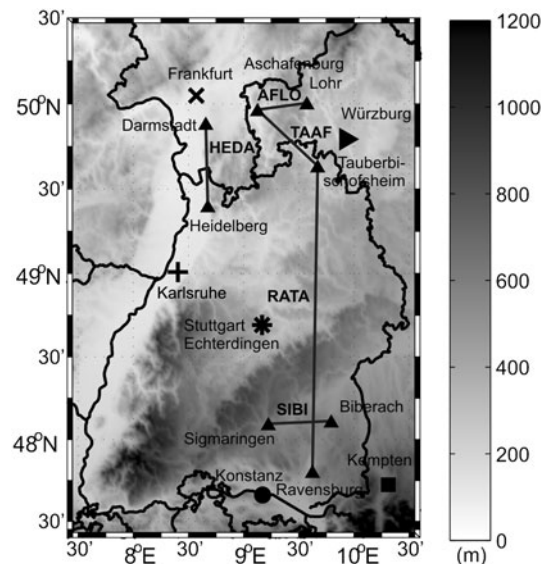 1200
Aschafenburg
Frankfurt
Lohr
50°N
AFLO
1000
Würzburg
Darmstadt
TAAF
HEDA
Tauberbi-
schofsheim
30'
800
Heidelberg
49°N
Karlsruhe
RATA
600
Stuttgart
Echterdingen
30'
400
SIBI
Biberach
48°N
Sigmaringen
Kempten
200
Konstanz
Ravensburg
30'
0
30' 8°E 30' 9°E 30' 10°E 30'
(m)